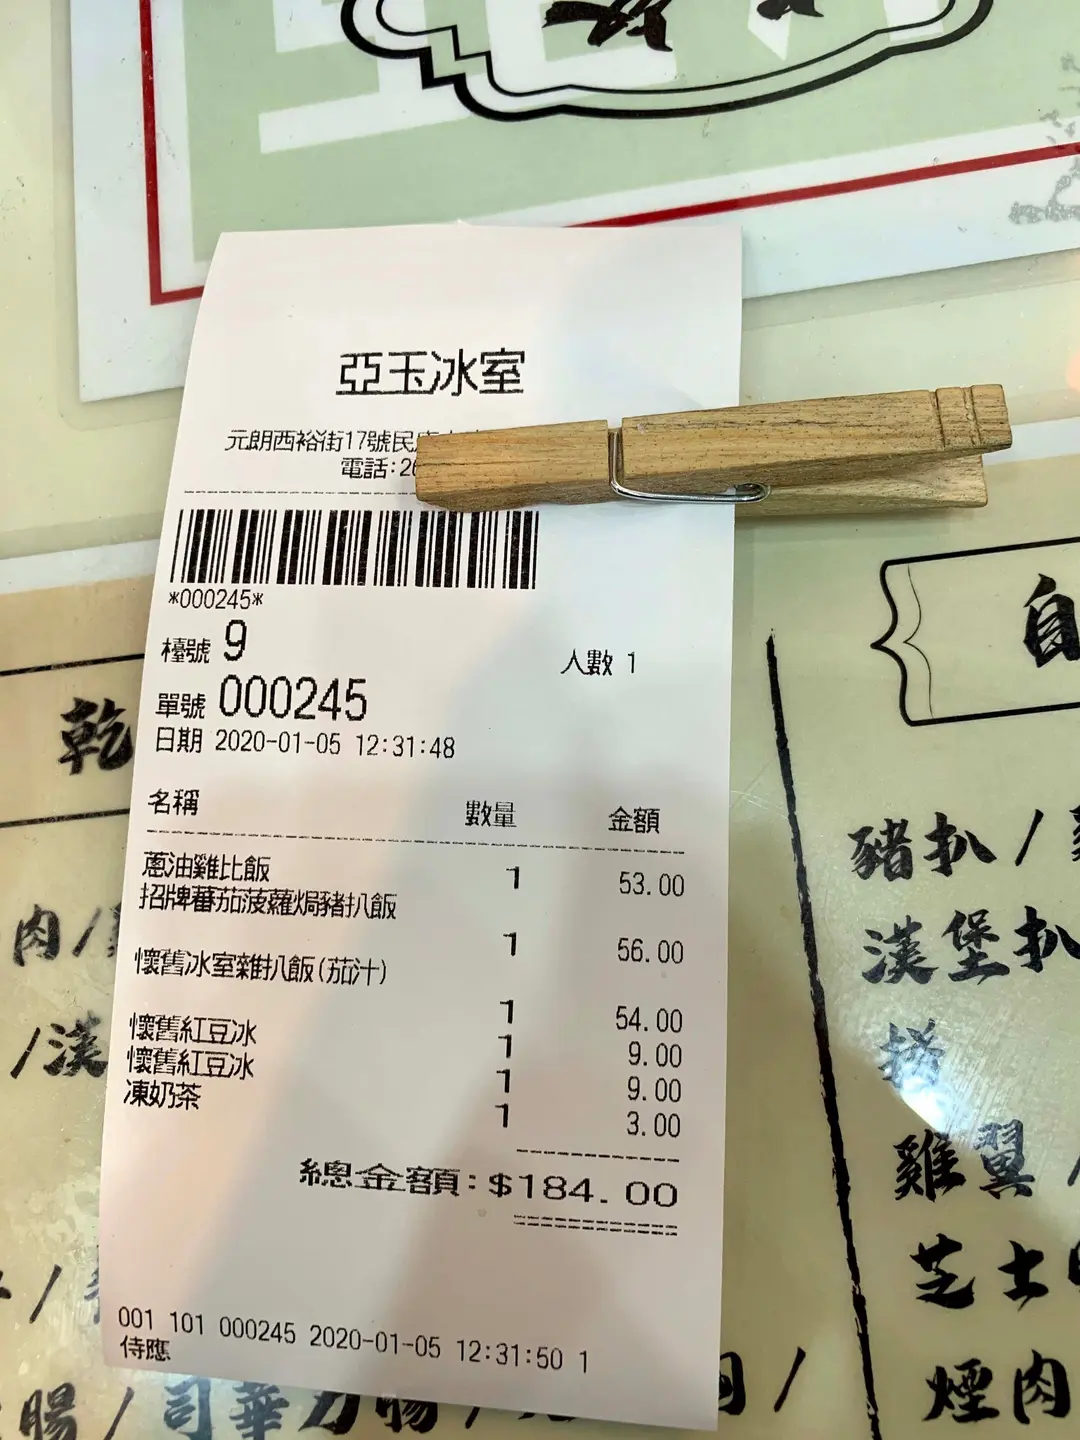 亞玉冰室
元朗西裕街17號民
電話:26
*000245*
檯號 9 人數 1
單號 000245
日期 2020-01-05 12:31:48
名稱 數量 金額
蔥油雞比飯 1 53.00
招牌蕃茄菠蘿焗豬扒飯
1 56.00
懷舊冰室雜扒飯(茄汁)
1 54.00
懷舊紅豆冰 1 9.00
懷舊紅豆冰 1 9.00
凍奶茶 1 3.00
總金額:$184.00
001 101 000245 2020-01-05 12:31:50 1
侍應
乾
肉/
/漢
腸/司華力腸/
自
豬扒/
漢堡扒
雞翼/
芝士
煙肉